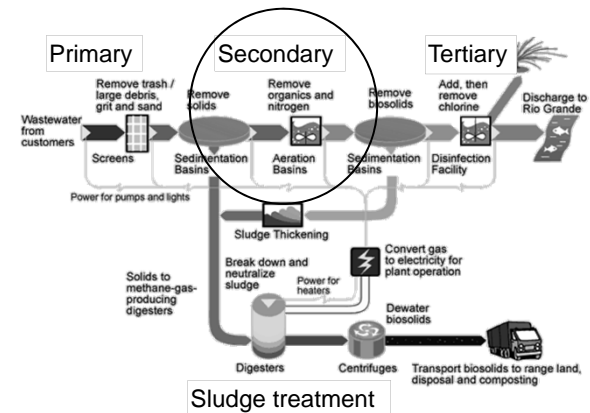 Primary
Secondary
Tertiary
Remove trash /
large debris,
grit and sand
Remove
solids
Remove
organics and
nitrogen
Remove
biosolids
Add, then
remove
chlorine
Discharge to
Rio Grande
Wastewater
from
customers
Screens
Sedimentation
Basins
Aeration
Basins
Sedimentation
Basins
Disinfection
Facility
Power for pumps and lights
Sludge Thickening
Solids to
methane-gas-
producing
digesters
Break down and
neutralize
sludge
Power for
heaters
Convert gas
to electricity for
plant operation
Dewater
biosolids
Digesters
Centrifuges
Transport biosolids to range land,
disposal and composting
Sludge treatment